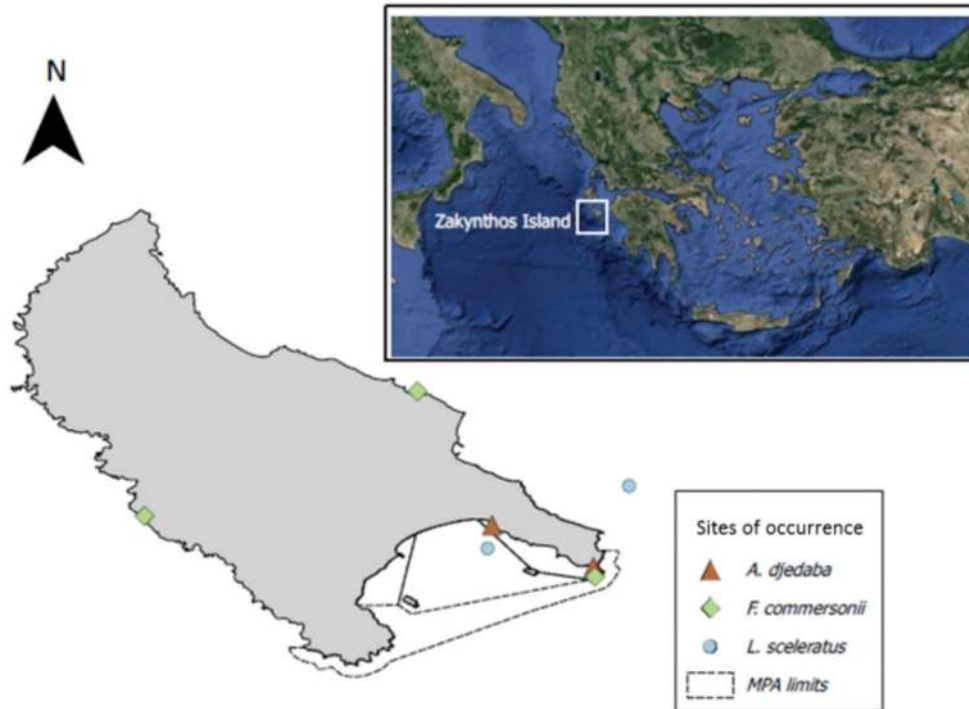 N
Zakynthos Island
Sites of occurrence
A. djedaba
F. commersonii
L. sceleratus
MPA limits